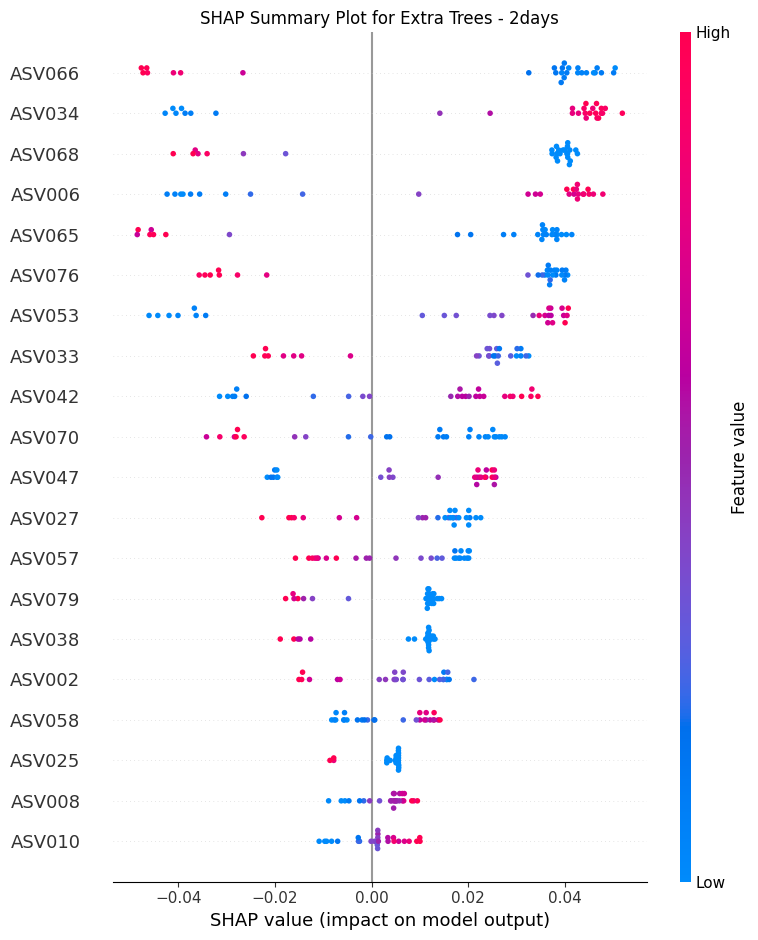 SHAP Summary Plot for Extra Trees - 2days
High
ASV066
ASV034
ASV068
ASV006
ASV065
ASV076
ASV053
ASV033
ASV042
ASV070
ASV047
ASV027
ASV057
ASV079
ASV038
ASV002
ASV058
ASV025
ASV008
ASV010
Feature value
Low
−0.04 −0.02 0.00 0.02 0.04
SHAP value (impact on model output)